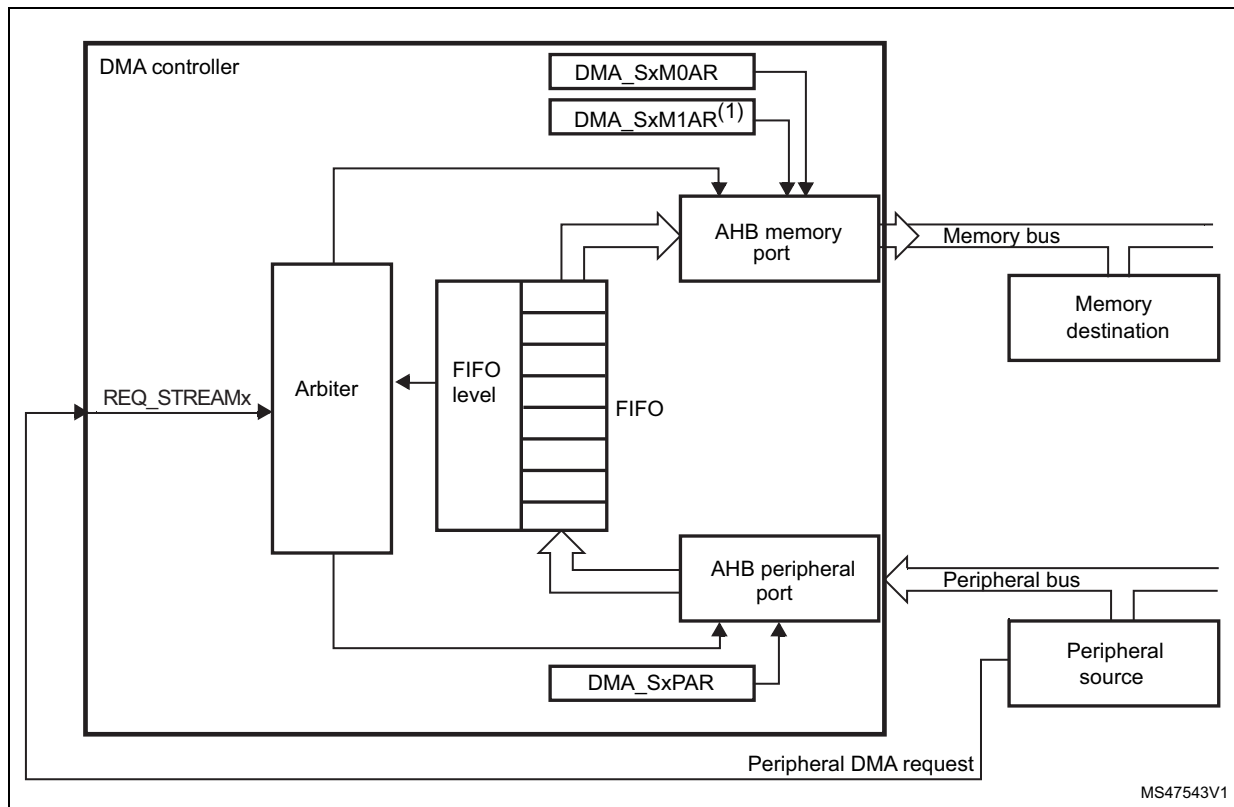 DMA controller
DMA_SxM0AR
DMA_SxM1AR(1)
AHB memory
port
Memory bus
Memory
destination
Arbiter
FIFO
level
FIFO
REQ_STREAMx
AHB peripheral
port
Peripheral bus
Peripheral
source
DMA_SxPAR
Peripheral DMA request
MS47543V1